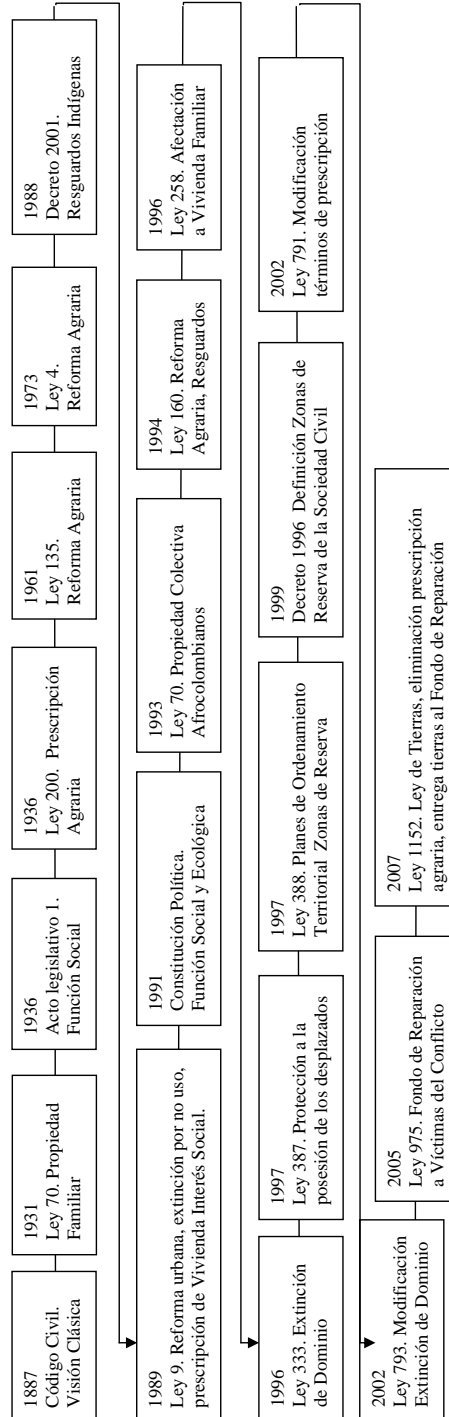 1887
Código Civil.
Visión Clásica
1931
Ley 70. Propiedad
Familiar
1936
Acto legislativo 1.
Función Social
1936
Ley 200. Prescripción
Agraria
1961
Ley 135.
Reforma Agraria
1973
Ley 4.
Reforma Agraria
1988
Decreto 2001.
Resguardos Indígenas
1989
Ley 9. Reforma urbana, extinción por no uso,
prescripción de Vivienda Interés Social.
1991
Constitución Política.
Función Social y Ecológica
1993
Ley 70. Propiedad Colectiva
Afrocolombianos
1994
Ley 160. Reforma
Agraria, Resguardos
1996
Ley 258. Afectación
a Vivienda Familiar
1996
Ley 333. Extinción
de Dominio
1997
Ley 387. Protección a la
posesión de los desplazados
1997
Ley 388. Planes de Ordenamiento
Territorial Zonas de Reserva
1999
Decreto 1996 Definición Zonas de
Reserva de la Sociedad Civil
2002
Ley 791. Modificación
términos de prescripción
2002
Ley 793. Modificación
Extinción de Dominio
2005
Ley 975. Fondo de Reparación
a Víctimas del Conflicto
2007
Ley 1152. Ley de Tierras, eliminación prescripción
agraria, entrega tierras al Fondo de Reparación